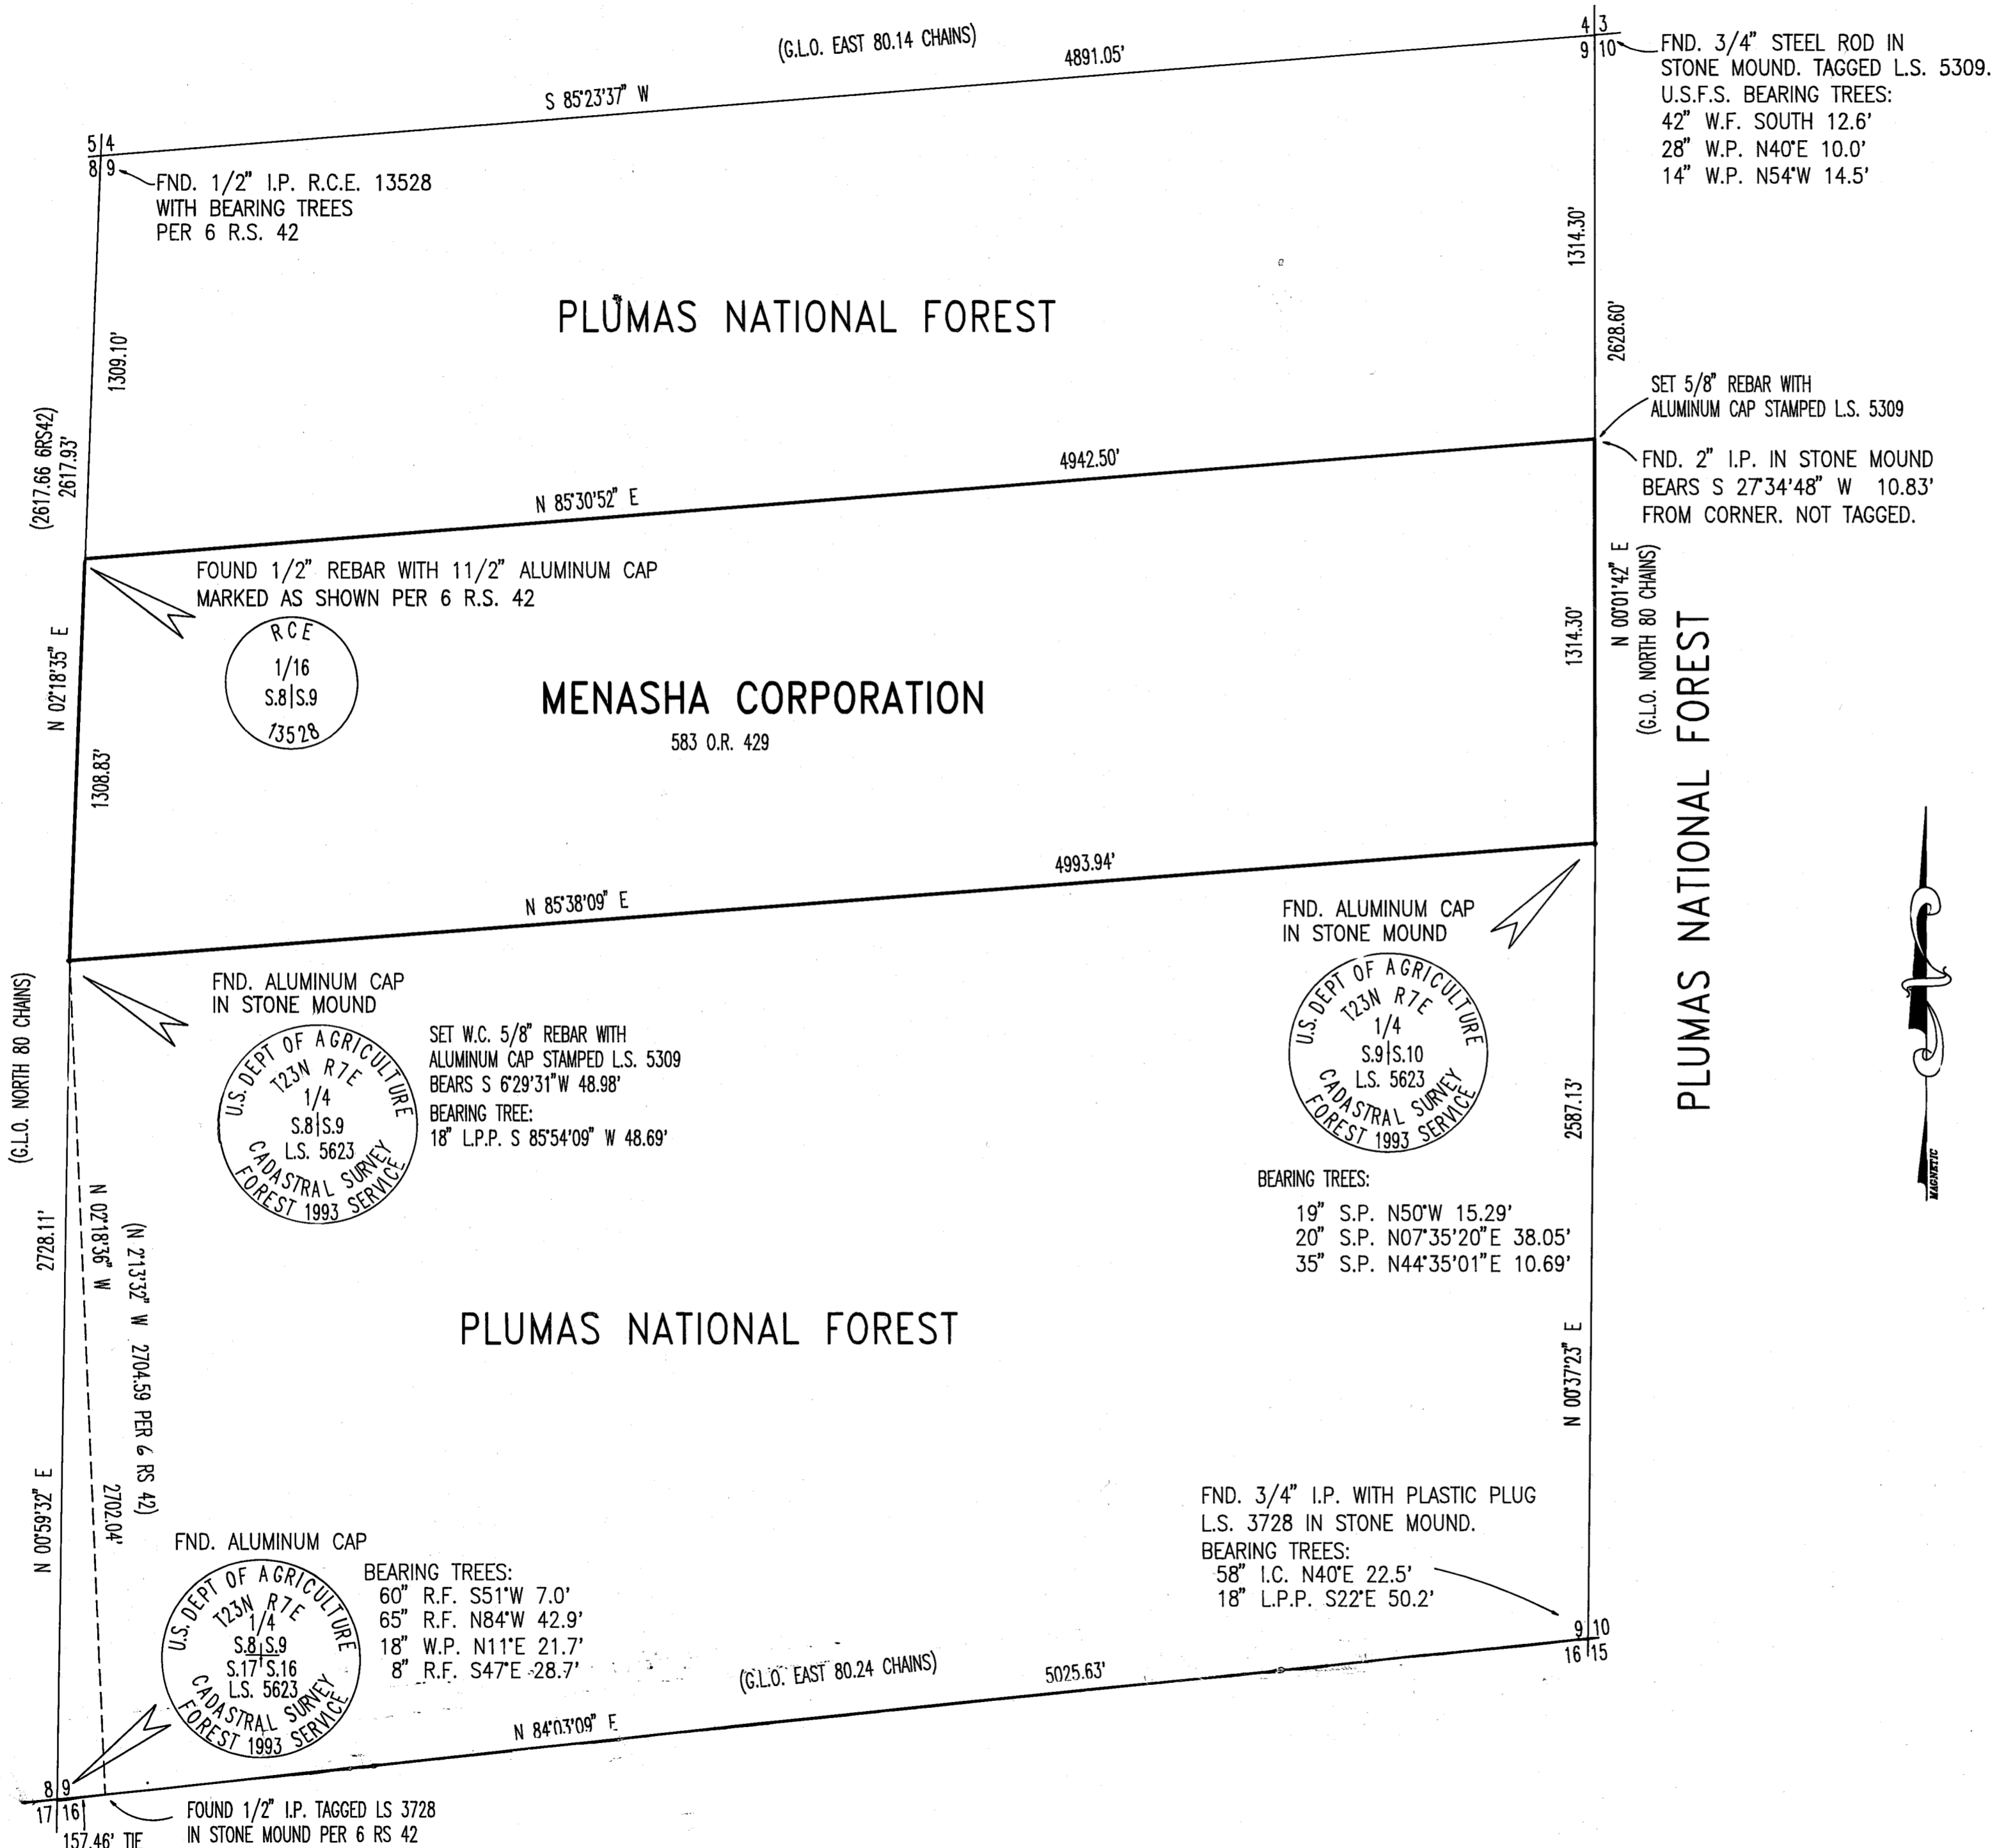 (G.L.O. EAST 80.14 CHAINS)
4891.05'
S 85°23'37" W
4 3
9 10
FND. 3/4" STEEL ROD IN
STONE MOUND. TAGGED L.S. 5309.
U.S.F.S. BEARING TREES:
42" W.F. SOUTH 12.6'
28" W.P. N40°E 10.0'
14" W.P. N54°W 14.5'
5 4
8 9
FND. 1/2" I.P. R.C.E. 13528
WITH BEARING TREES
PER 6 R.S. 42
1314.30'
2628.60'
PLUMAS NATIONAL FOREST
1309.10'
(2617.66 6RS42)
2617.93'
SET 5/8" REBAR WITH
ALUMINUM CAP STAMPED L.S. 5309
FND. 2" I.P. IN STONE MOUND
BEARS S 27°34'48" W 10.83'
FROM CORNER. NOT TAGGED.
4942.50'
N 85°30'52" E
FOUND 1/2" REBAR WITH 11/2" ALUMINUM CAP
MARKED AS SHOWN PER 6 R.S. 42
RCE
1/16
S.8 S.9
13528
N 02°18'35" E
1308.83'
MENASHA CORPORATION
583 O.R. 429
1314.30'
N 00°01'42" E
(G.L.O. NORTH 80 CHAINS)
PLUMAS NATIONAL FOREST
4993.94'
N 85°38'09" E
FND. ALUMINUM CAP
IN STONE MOUND
U.S. DEPT OF AGRICULTURE
T23N R7E
1/4
S.9 S.10
L.S. 5623
CADASTRAL SURVEY
FOREST 1993 SERVICE
BEARING TREES:
19" S.P. N50°W 15.29'
20" S.P. N07°35'20"E 38.05'
35" S.P. N44°35'01"E 10.69'
FND. ALUMINUM CAP
IN STONE MOUND
U.S. DEPT OF AGRICULTURE
T23N R7E
1/4
S.8 S.9
L.S. 5623
CADASTRAL SURVEY
FOREST 1993 SERVICE
SET W.C. 5/8" REBAR WITH
ALUMINUM CAP STAMPED L.S. 5309
BEARS S 6°29'31"W 48.98'
BEARING TREE:
18" L.P.P. S 85°54'09" W 48.69'
(G.L.O. NORTH 80 CHAINS)
2728.11'
N 00°59'32" E
N 02°18'36" W
2702.04'
(N 2°13'32" W 2704.59 PER 6 RS 42)
2587.13'
N 00°37'23" E
MAGNETIC
PLUMAS NATIONAL FOREST
FND. ALUMINUM CAP
U.S. DEPT OF AGRICULTURE
T23N R7E
1/4
S.8 S.9
S.17 S.16
L.S. 5623
CADASTRAL SURVEY
FOREST 1993 SERVICE
BEARING TREES:
60" R.F. S51°W 7.0'
65" R.F. N84°W 42.9'
18" W.P. N11°E 21.7'
8" R.F. S47°E 28.7'
FND. 3/4" I.P. WITH PLASTIC PLUG
L.S. 3728 IN STONE MOUND.
BEARING TREES:
58" I.C. N40°E 22.5'
18" L.P.P. S22°E 50.2'
9 10
16 15
(G.L.O. EAST 80.24 CHAINS)
5025.63'
N 84°03'09" E
8 9
17 16
FOUND 1/2" I.P. TAGGED LS 3728
IN STONE MOUND PER 6 RS 42
157.46' TIE